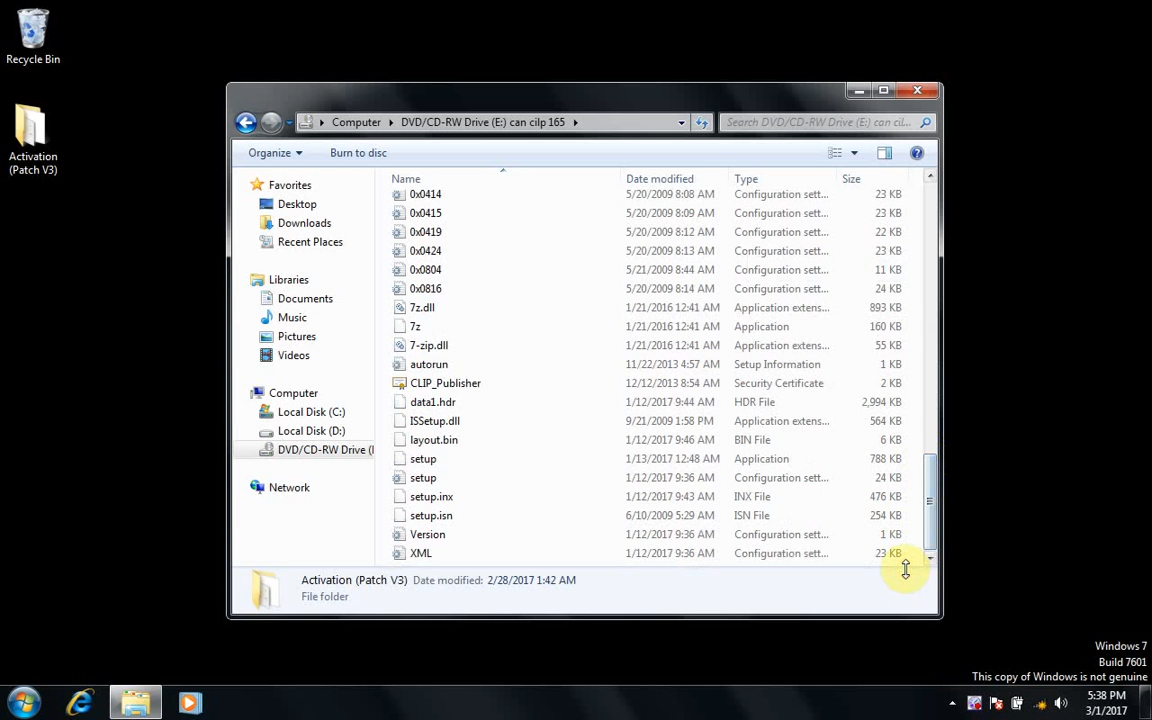 Recycle Bin
Activation
(Patch V3)
Computer
DVD/CD-RW Drive (E:) can cilp 165
Search DVD/CD-RW Drive (E:) can cil...
Organize
Burn to disc
Favorites
Desktop
Downloads
Recent Places
Libraries
Documents
Music
Pictures
Videos
Computer
Local Disk (C:)
Local Disk (D:)
DVD/CD-RW Drive (
Network
Name Date modified Type Size
0x0414 5/20/2009 8:08 AM Configuration sett... 23 KB
0x0415 5/20/2009 8:09 AM Configuration sett... 23 KB
0x0419 5/20/2009 8:12 AM Configuration sett... 22 KB
0x0424 5/20/2009 8:13 AM Configuration sett... 23 KB
0x0804 5/21/2009 8:44 AM Configuration sett... 11 KB
0x0816 5/20/2009 8:14 AM Configuration sett... 24 KB
7z.dll 1/21/2016 12:41 AM Application extens... 893 KB
7z 1/21/2016 12:41 AM Application 160 KB
7-zip.dll 1/21/2016 12:41 AM Application extens... 55 KB
autorun 11/22/2013 4:57 AM Setup Information 1 KB
CLIP_Publisher 12/12/2013 8:54 AM Security Certificate 2 KB
data1.hdr 1/12/2017 9:44 AM HDR File 2,994 KB
ISSetup.dll 9/21/2009 1:58 PM Application extens... 564 KB
layout.bin 1/12/2017 9:46 AM BIN File 6 KB
setup 1/13/2017 12:48 AM Application 788 KB
setup 1/12/2017 9:36 AM Configuration sett... 24 KB
setup.inx 1/12/2017 9:43 AM INX File 476 KB
setup.isn 6/10/2009 5:29 AM ISN File 254 KB
Version 1/12/2017 9:36 AM Configuration sett... 1 KB
XML 1/12/2017 9:36 AM Configuration sett... 23 KB
Activation (Patch V3) Date modified: 2/28/2017 1:42 AM
File folder
Windows 7
Build 7601
This copy of Windows is not genuine
5:38 PM
3/1/2017